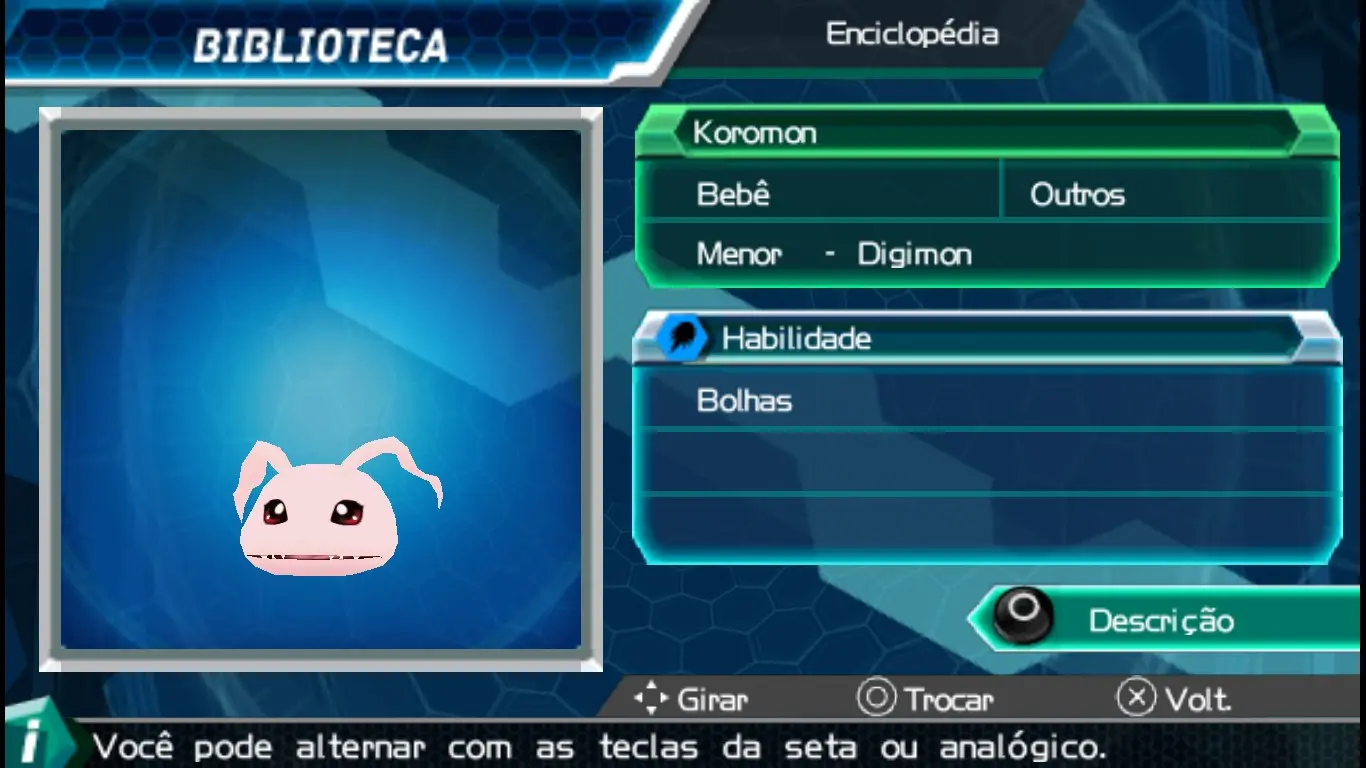 BIBLIOTECA
Enciclopédia
Koromon
Bebê
Outros
Menor - Digimon
Habilidade
Bolhas
Descrição
Girar
Trocar
Volt.
i
Você pode alternar com as teclas da seta ou analógico.